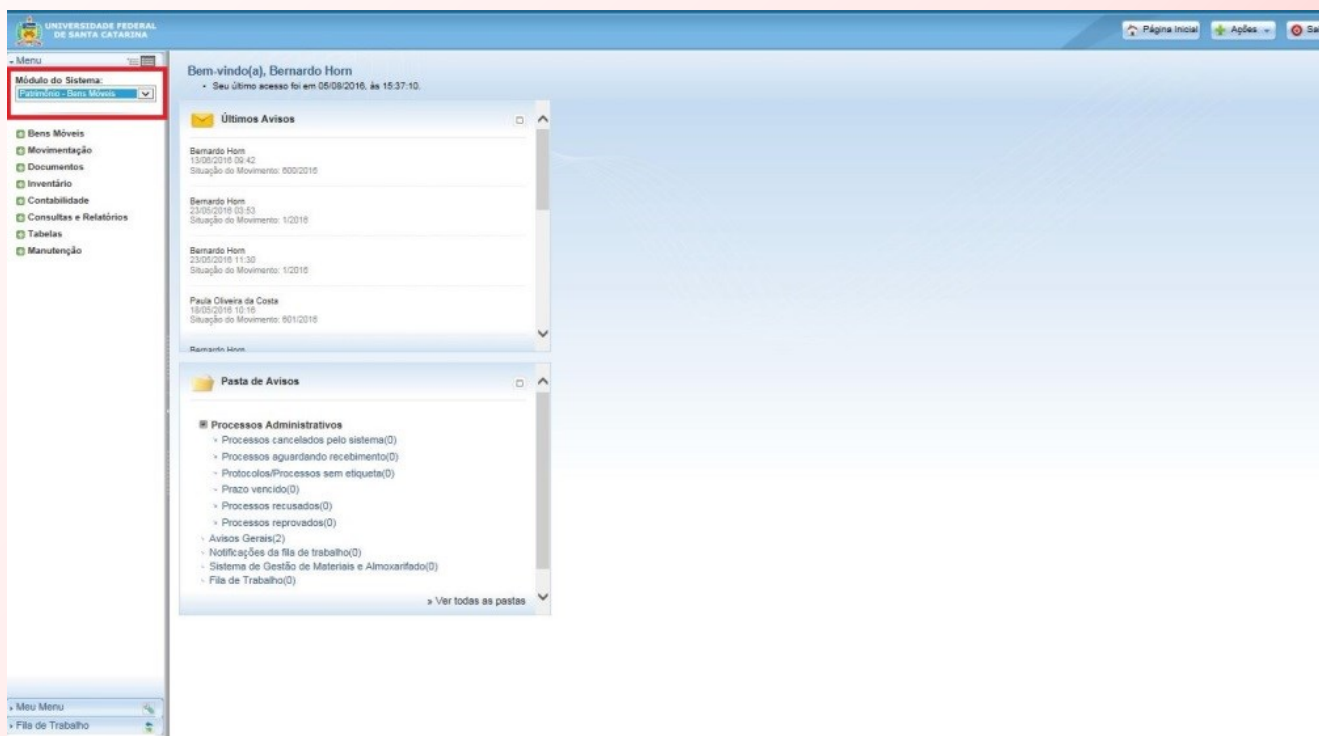 UNIVERSIDADE FEDERAL
DE SANTA CATARINA
Página Inicial
Ações
Menu
Módulo do Sistema:
Patrimônio - Bens Móveis
Bens Móveis
Movimentação
Documentos
Inventário
Contabilidade
Consultas e Relatórios
Tabelas
Manutenção
Bem-vindo(a), Bernardo Horn
Seu último acesso foi em 05/08/2016, às 15:37:10.
Últimos Avisos
Bernardo Horn
13/06/2016 09:42
Situação do Movimento: 600/2016
Bernardo Horn
23/05/2016 03:53
Situação do Movimento: 1/2016
Bernardo Horn
23/05/2016 11:30
Situação do Movimento: 1/2016
Paula Oliveira da Costa
18/05/2016 10:16
Situação do Movimento: 601/2016
Bernardo Horn
Pasta de Avisos
Processos Administrativos
Processos cancelados pelo sistema(0)
Processos aguardando recebimento(0)
Protocolos/Processos sem etiqueta(0)
Prazo vencido(0)
Processos recusados(0)
Processos reprovados(0)
Avisos Gerais(2)
Notificações da fila de trabalho(0)
Sistema de Gestão de Materiais e Almoxarifado(0)
Fila de Trabalho(0)
» Ver todas as pastas
Meu Menu
Fila de Trabalho